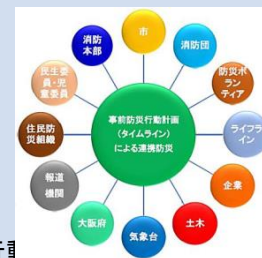 市
消防団
防災ボ
ランティア
ライフラ
イン
企業
土木
気象台
大阪府
報道
機関
住民防
災組織
民生委
員・児
童委員
消防
本部
事前防災行動計画
(タイムライン)
による連携防災